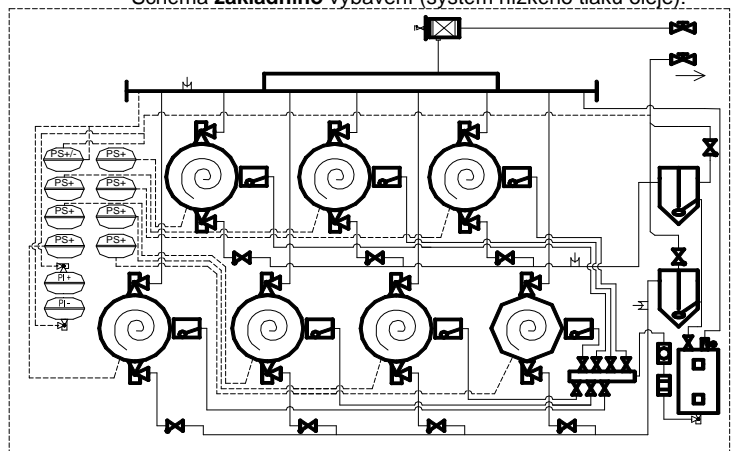 Schéma základního vybavení (systém nízkého tlaku oleje):
PS+/- PS+
PS+ PS+
PS+ PS+
PS+ PS+
PI+
PI-